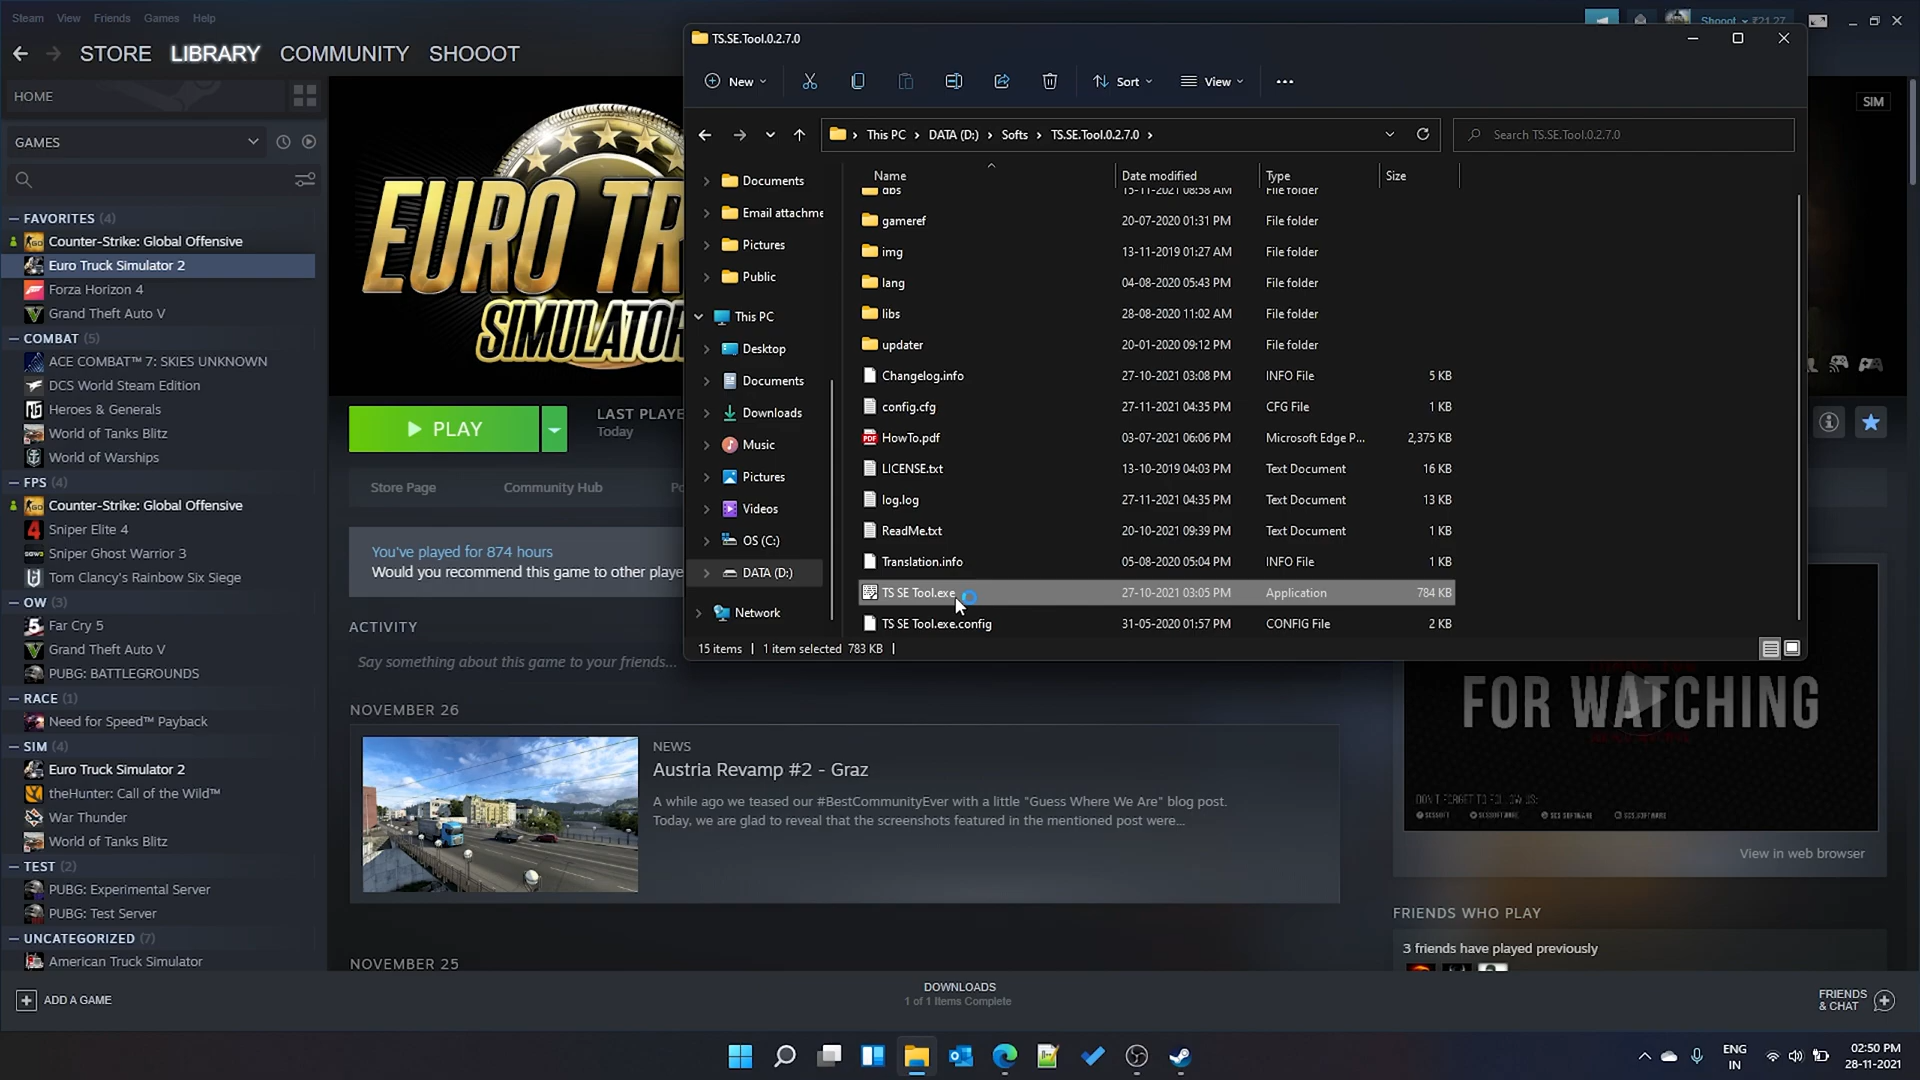 Steam View Friends Games Help
Shooot ₹21.27
STORE LIBRARY COMMUNITY SHOOOT
HOME
GAMES
FAVORITES (4)
Counter-Strike: Global Offensive
Euro Truck Simulator 2
Forza Horizon 4
Grand Theft Auto V
COMBAT (5)
ACE COMBAT™ 7: SKIES UNKNOWN
DCS World Steam Edition
Heroes & Generals
World of Tanks Blitz
World of Warships
FPS (4)
Counter-Strike: Global Offensive
Sniper Elite 4
Sniper Ghost Warrior 3
Tom Clancy's Rainbow Six Siege
OW (3)
Far Cry 5
Grand Theft Auto V
PUBG: BATTLEGROUNDS
RACE (1)
Need for Speed™ Payback
SIM (4)
Euro Truck Simulator 2
theHunter: Call of the Wild™
War Thunder
World of Tanks Blitz
TEST (2)
PUBG: Experimental Server
PUBG: Test Server
UNCATEGORIZED (7)
American Truck Simulator
ADD A GAME
EURO TR
SIMULATOR
PLAY
LAST PLAYE
Today
Store Page Community Hub Po
You've played for 874 hours
Would you recommend this game to other playe
ACTIVITY
Say something about this game to your friends...
NOVEMBER 26
NEWS
Austria Revamp #2 - Graz
A while ago we teased our #BestCommunityEver with a little "Guess Where We Are" blog post.
Today, we are glad to reveal that the screenshots featured in the mentioned post were...
NOVEMBER 25
DOWNLOADS
1 of 1 Items Complete
TS.SE.Tool.0.2.7.0
New Sort View
This PC DATA (D:) Softs TS.SE.Tool.0.2.7.0
Search TS.SE.Tool.0.2.7.0
Documents
Email attachme
Pictures
Public
This PC
Desktop
Documents
Downloads
Music
Pictures
Videos
OS (C:)
DATA (D:)
Network
Name Date modified Type Size
dbs 15-11-2021 08:58 AM File folder
gameref 20-07-2020 01:31 PM File folder
img 13-11-2019 01:27 AM File folder
lang 04-08-2020 05:43 PM File folder
libs 28-08-2020 11:02 AM File folder
updater 20-01-2020 09:12 PM File folder
Changelog.info 27-10-2021 03:08 PM INFO File 5 KB
config.cfg 27-11-2021 04:35 PM CFG File 1 KB
HowTo.pdf 03-07-2021 06:06 PM Microsoft Edge P... 2,375 KB
LICENSE.txt 13-10-2019 04:03 PM Text Document 16 KB
log.log 27-11-2021 04:35 PM Text Document 13 KB
ReadMe.txt 20-10-2021 09:39 PM Text Document 1 KB
Translation.info 05-08-2020 05:04 PM INFO File 1 KB
TS SE Tool.exe 27-10-2021 03:05 PM Application 784 KB
TS SE Tool.exe.config 31-05-2020 01:57 PM CONFIG File 2 KB
15 items 1 item selected 783 KB
SIM
FOR WATCHING
View in web browser
FRIENDS WHO PLAY
3 friends have played previously
FRIENDS
& CHAT
ENG
IN
02:50 PM
28-11-2021